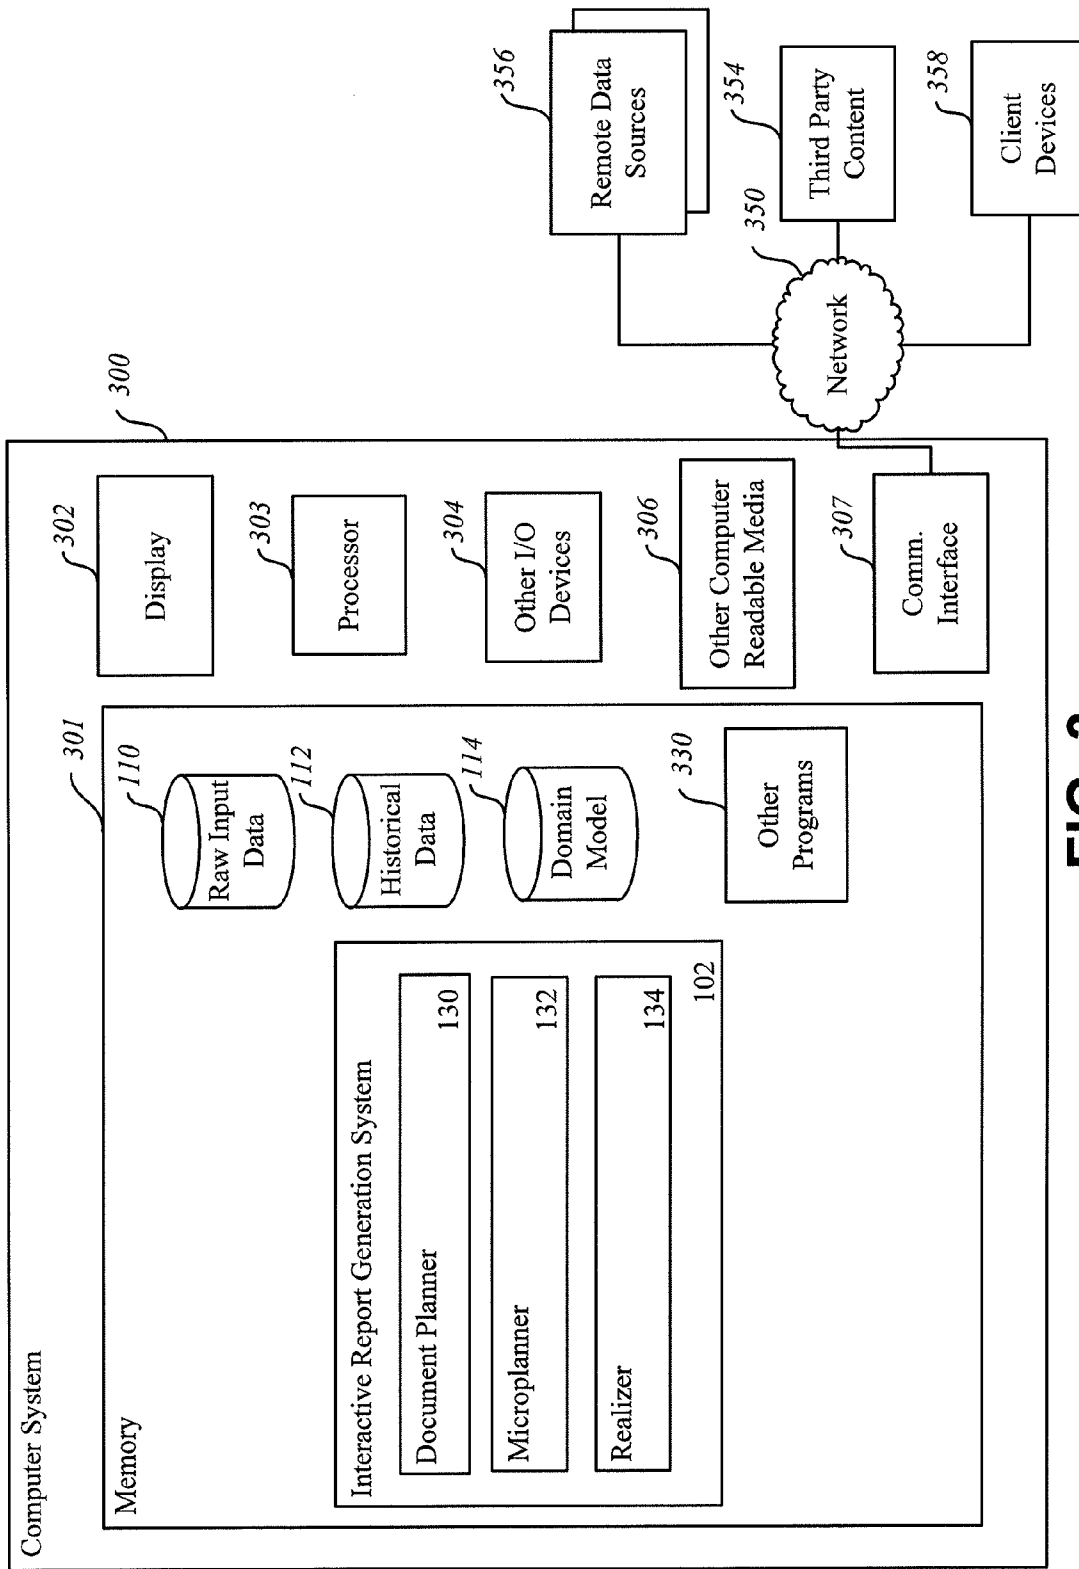 Computer System
300
Memory
301
Interactive Report Generation System
Document Planner
130
Microplanner
132
Realizer
134
102
110
Raw Input
Data
112
Historical
Data
114
Domain
Model
330
Other
Programs
302
Display
303
Processor
304
Other I/O
Devices
306
Other Computer
Readable Media
307
Comm.
Interface
350
Network
356
Remote Data
Sources
354
Third Party
Content
358
Client
Devices
FIG.